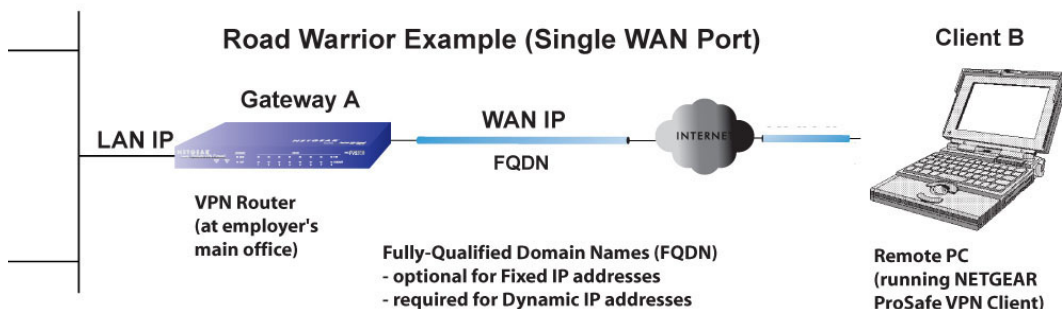 Road Warrior Example (Single WAN Port)
Client B
Gateway A
LAN IP
WAN IP
FQDN
INTERNET
NETGEAR
VPN Router
(at employer's
main office)
Fully-Qualified Domain Names (FQDN)
- optional for Fixed IP addresses
- required for Dynamic IP addresses
Remote PC
(running NETGEAR
ProSafe VPN Client)